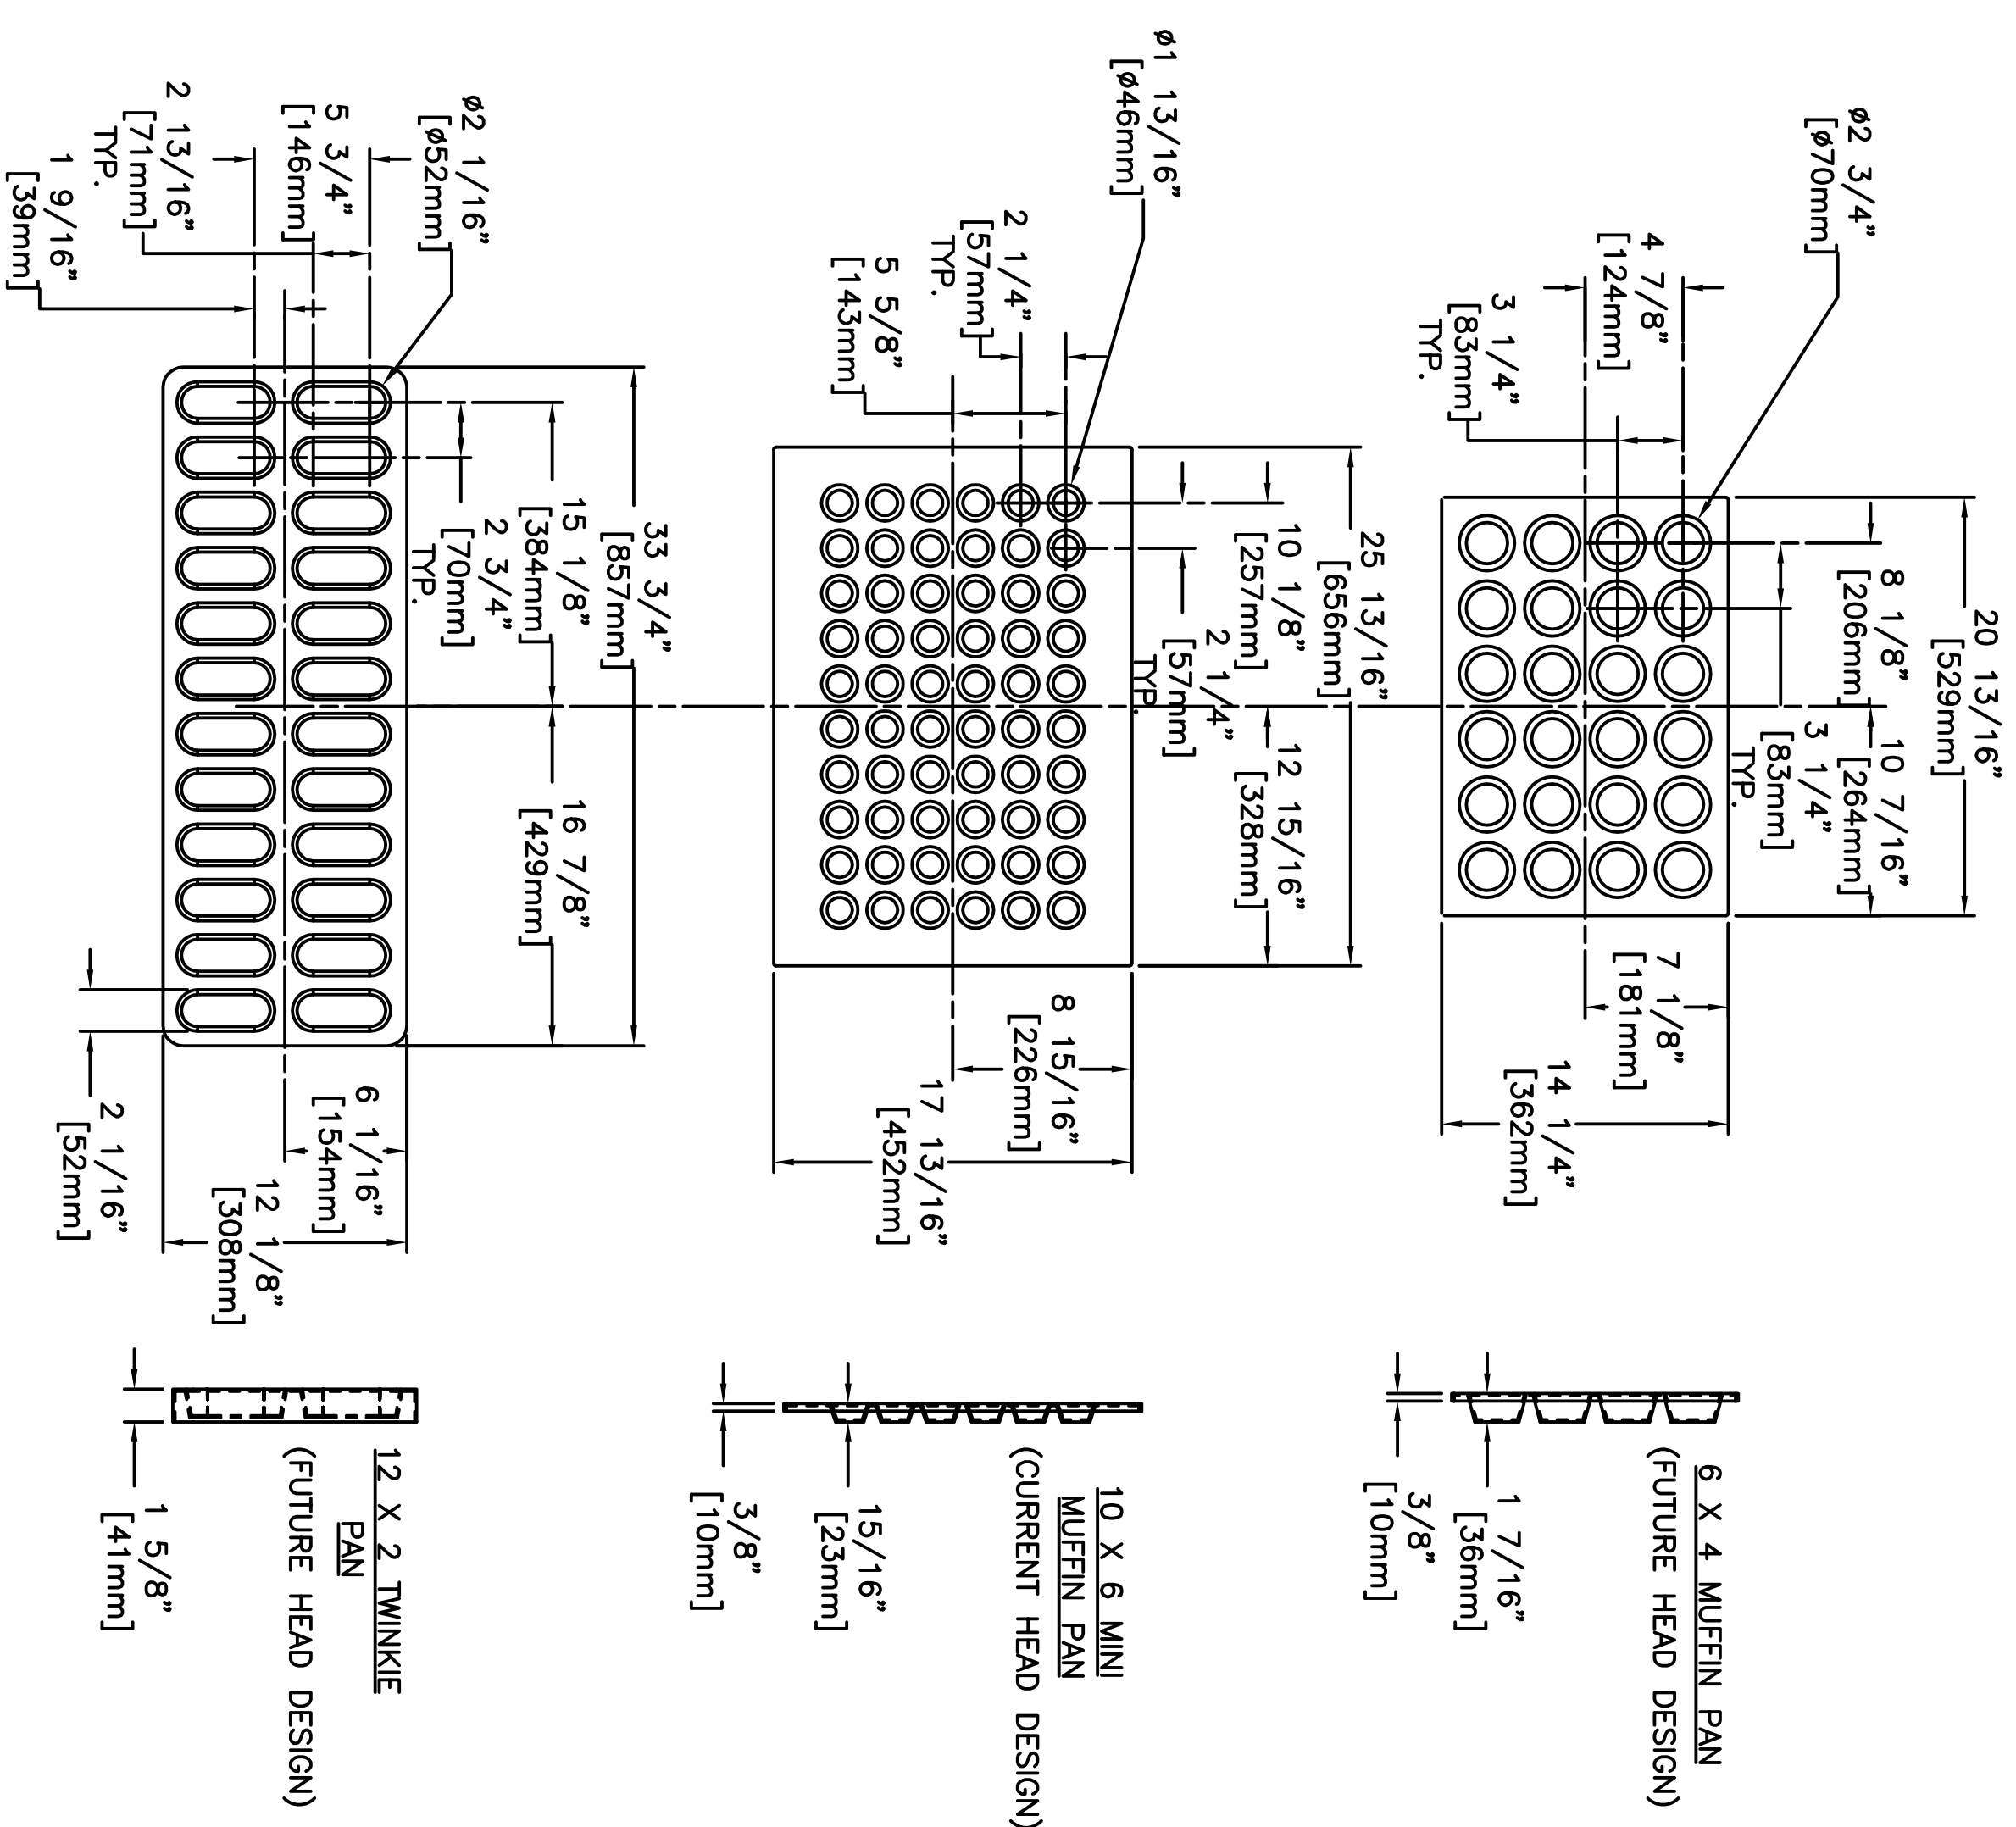 ø2 3/4”
[ø70mm]
4 7/8”
[124mm]
3 1/4”
[83mm]
TYP.
20 13/16”
[529mm]
8 1/8”
[206mm]
10 7/16”
[264mm]
3 1/4”
[83mm]
TYP.
7 1/8”
[181mm]
14 1/4”
[362mm]
1 7/16”
[36mm]
3/8”
[10mm]
6 X 4 MUFFIN PAN
(FUTURE HEAD DESIGN)
ø1 13/16”
[ø46mm]
2 1/4”
[57mm]
TYP.
5 5/8”
[143mm]
25 13/16”
[656mm]
10 1/8”
[257mm]
12 15/16”
[328mm]
2 1/4”
[57mm]
TYP.
8 15/16”
[226mm]
17 13/16”
[452mm]
15/16”
[23mm]
3/8”
[10mm]
10 X 6 MINI
MUFFIN PAN
(CURRENT HEAD DESIGN)
ø2 1/16”
[ø52mm]
5 3/4”
[146mm]
2 13/16”
[71mm]
TYP.
1 9/16”
[39mm]
33 3/4”
[857mm]
15 1/8”
[384mm]
16 7/8”
[429mm]
2 3/4”
[70mm]
TYP.
6 1/16”
[154mm]
12 1/8”
[308mm]
2 1/16”
[52mm]
1 5/8”
[41mm]
12 X 2 TWINKIE
PAN
(FUTURE HEAD DESIGN)